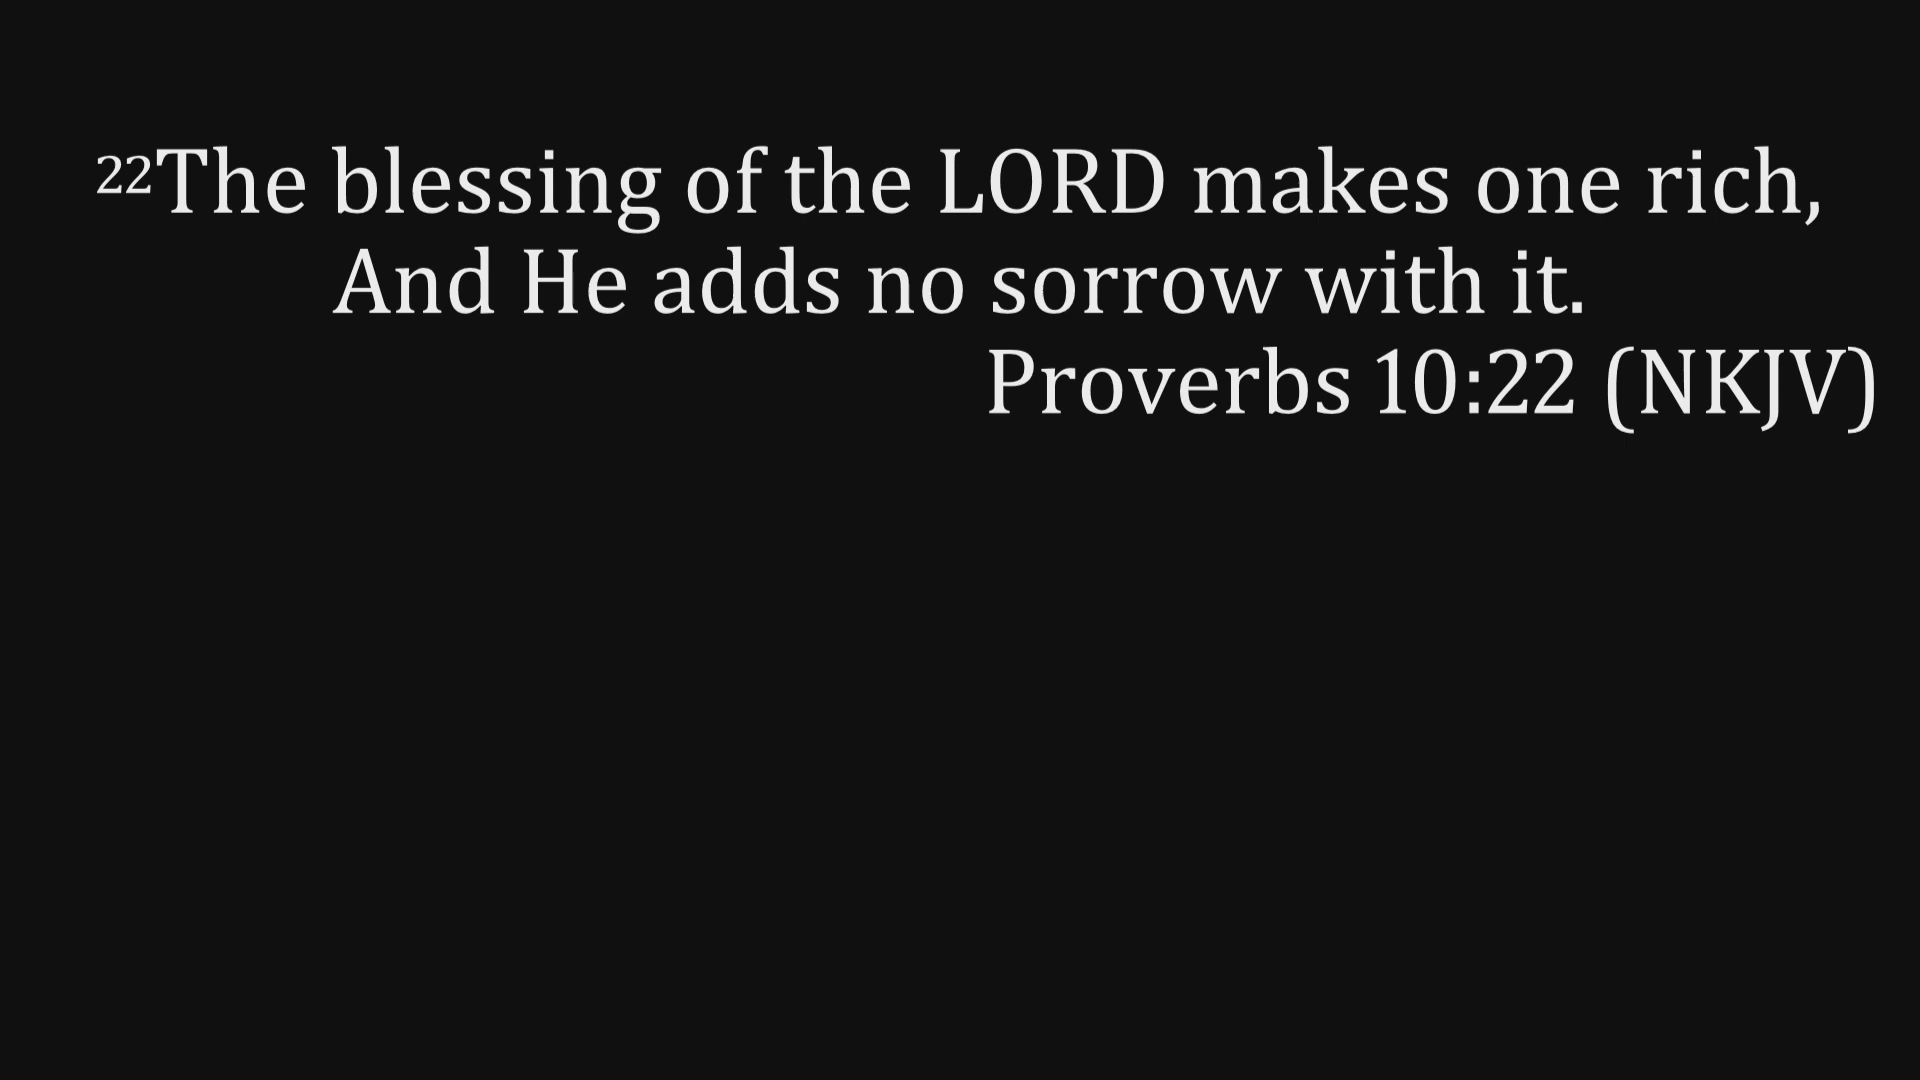 22The blessing of the LORD makes one rich,
And He adds no sorrow with it.
Proverbs 10:22 (NKJV)